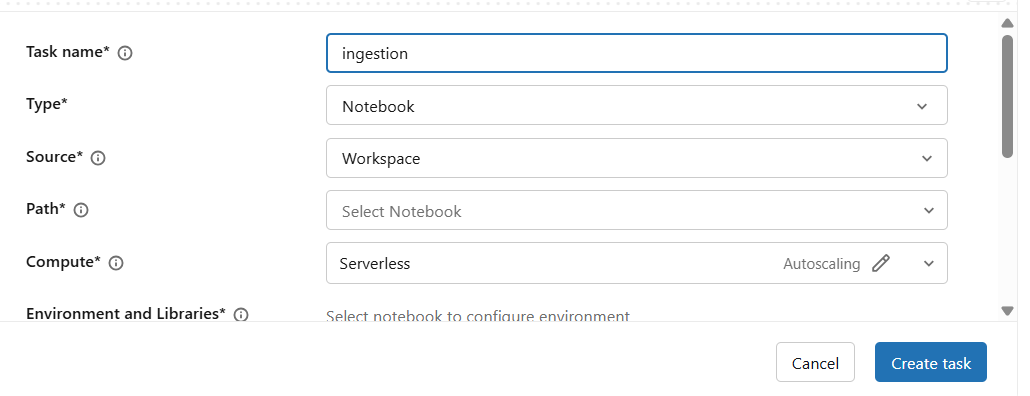 Task name*
ingestion
Type*
Notebook
Source*
Workspace
Path*
Select Notebook
Compute*
Serverless Autoscaling
Environment and Libraries*
Select notebook to configure environment
Cancel Create task